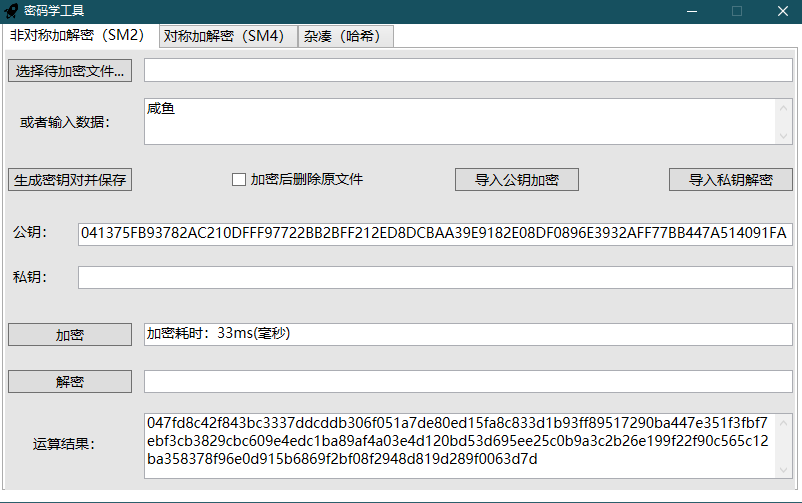 密码学工具
非对称加解密（SM2） 对称加解密（SM4） 杂凑（哈希）
选择待加密文件...
或者输入数据： 咸鱼
生成密钥对并保存 加密后删除原文件 导入公钥加密 导入私钥解密
公钥： 041375FB93782AC210DFFF97722BB2BFF212ED8DCBAA39E9182E08DF0896E3932AFF77BB447A514091FA
私钥：
加密 加密耗时：33ms(毫秒)
解密
运算结果： 047fd8c42f843bc3337ddcddb306f051a7de80ed15fa8c833d1b93ff89517290ba447e351f3fbf7
ebf3cb3829cbc609e4edc1ba89af4a03e4d120bd53d695ee25c0b9a3c2b26e199f22f90c565c12
ba358378f96e0d915b6869f2bf08f2948d819d289f0063d7d